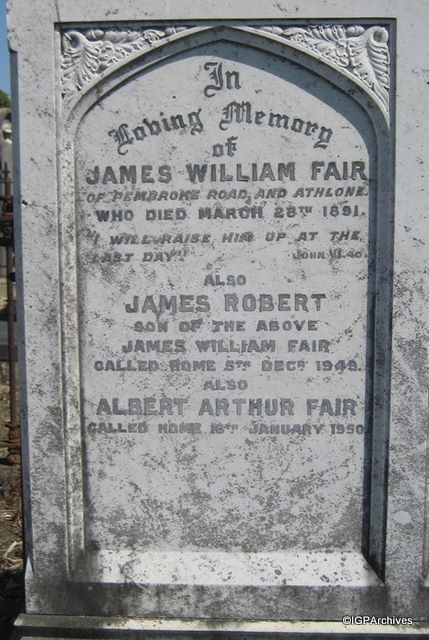 In
Loving Memory
of
JAMES WILLIAM FAIR
OF PEMBROKE ROAD, AND ATHLONE
WHO DIED MARCH 28TH 1891.
"I WILL RAISE HIM UP AT THE
LAST DAY" JOHN VI.40.
ALSO
JAMES ROBERT
SON OF THE ABOVE
JAMES WILLIAM FAIR
CALLED HOME 5TH DECR 1949.
ALSO
ALBERT ARTHUR FAIR
CALLED HOME JANUARY 1950
©IGPArchives